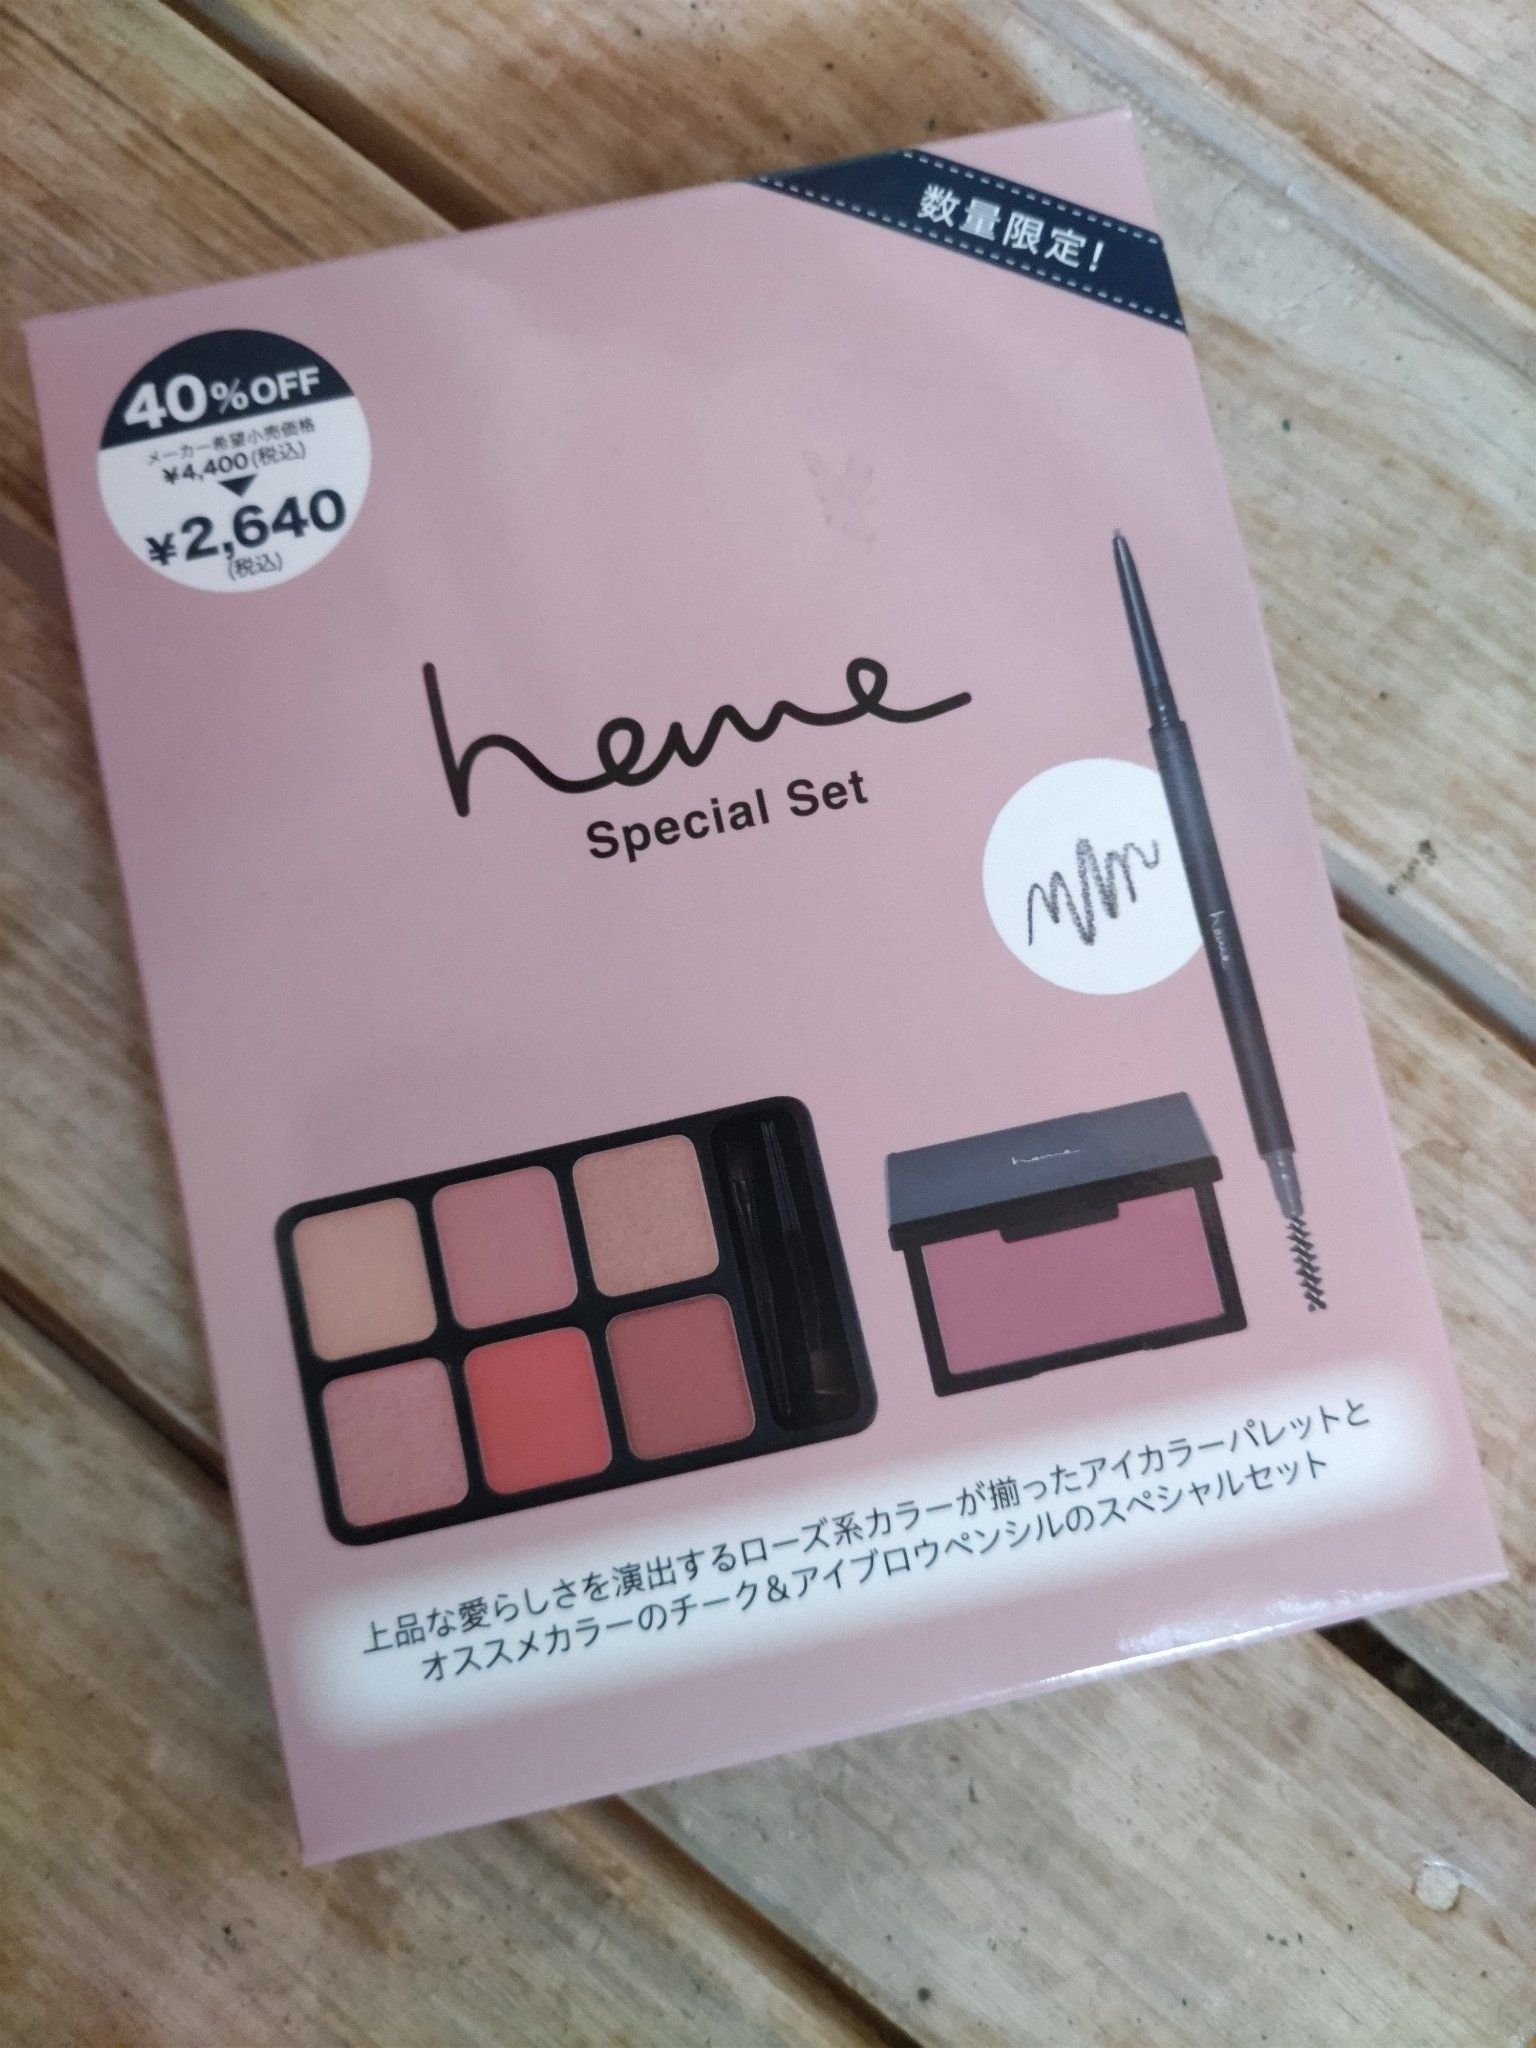 数量限定!
40%OFF
メーカー希望小売価格
¥4,400(税込)
¥2,640
(税込)
heme
Special Set
heme
heme
上品な愛らしさを演出するローズ系カラーが揃ったアイカラーパレットと
オススメカラーのチーク&アイブロウペンシルのスペシャルセット